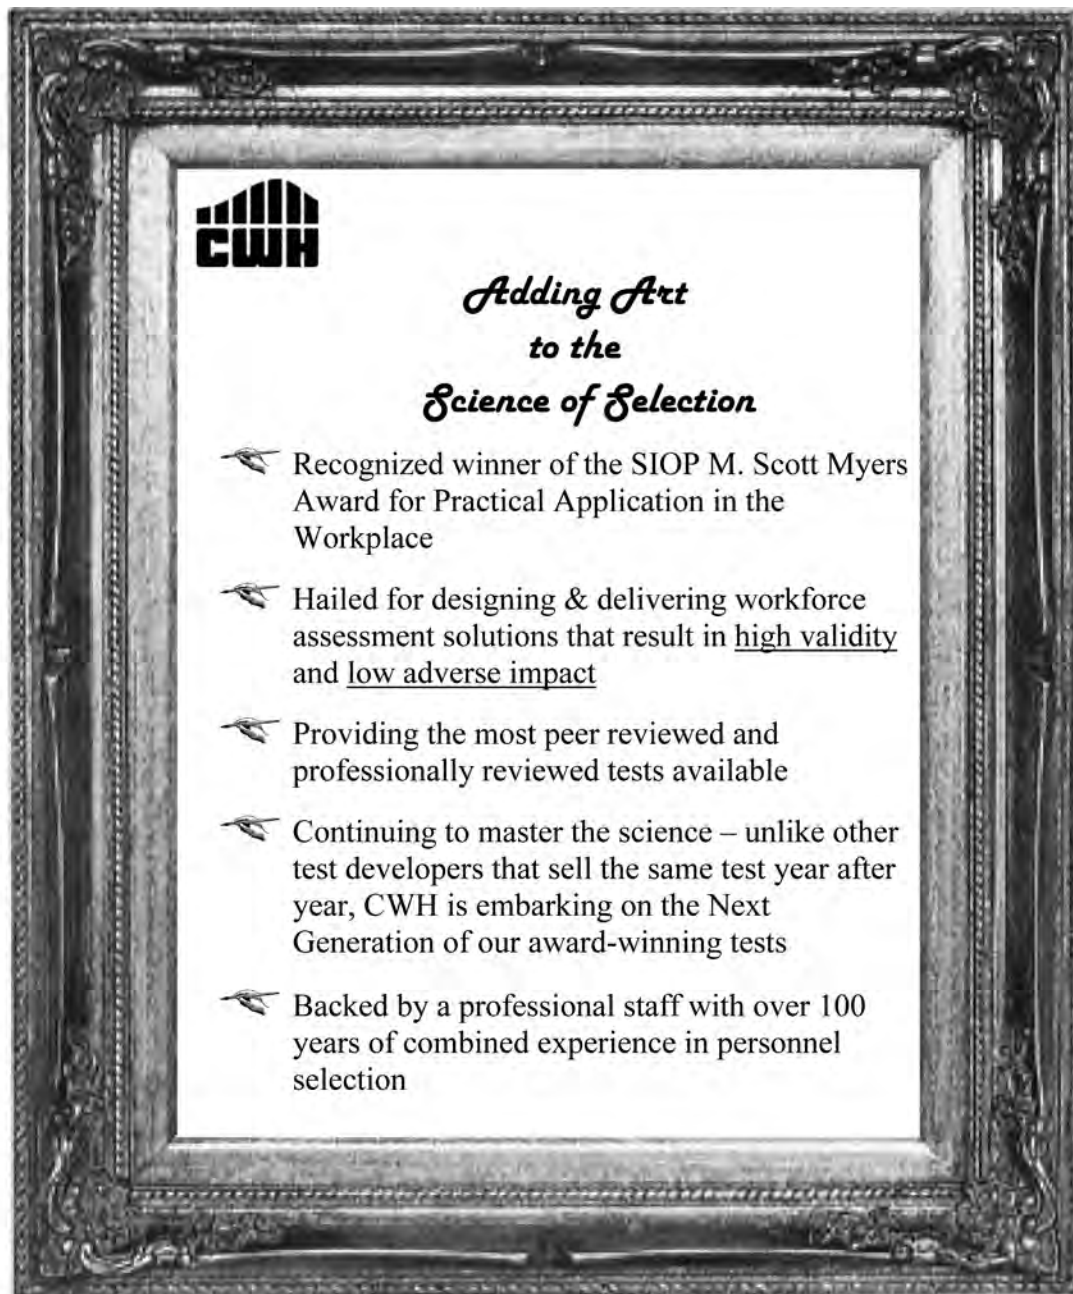 CWH
Adding Art
to the
Science of Selection
Recognized winner of the SIOP M. Scott Myers
Award for Practical Application in the
Workplace
Hailed for designing & delivering workforce
assessment solutions that result in high validity
and low adverse impact
Providing the most peer reviewed and
professionally reviewed tests available
Continuing to master the science – unlike other
test developers that sell the same test year after
year, CWH is embarking on the Next
Generation of our award-winning tests
Backed by a professional staff with over 100
years of combined experience in personnel
selection